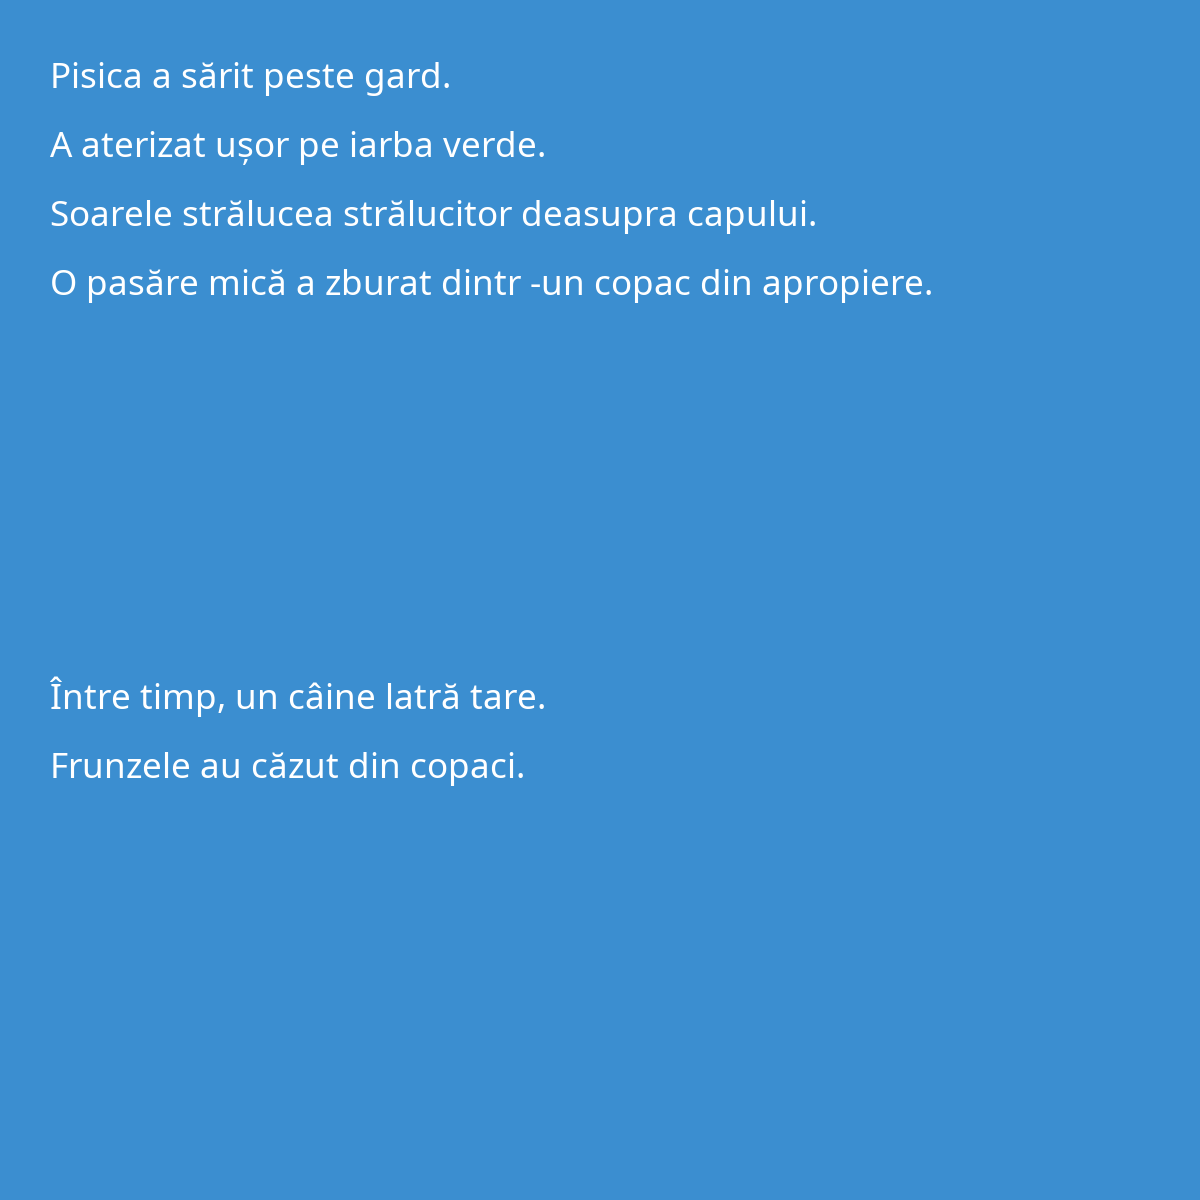 Pisica a sărit peste gard.
A aterizat ușor pe iarba verde.
Soarele strălucea strălucitor deasupra capului.
O pasăre mică a zburat dintr -un copac din apropiere.
Între timp, un câine latră tare.
Frunzele au căzut din copaci.